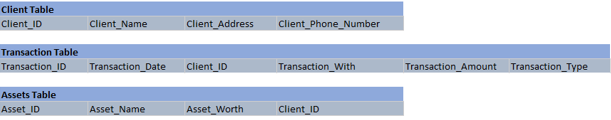 Client Table
Client_ID Client_Name Client_Address Client_Phone_Number
Transaction Table
Transaction_ID Transaction_Date Client_ID Transaction_With Transaction_Amount Transaction_Type
Assets Table
Asset_ID Asset_Name Asset_Worth Client_ID